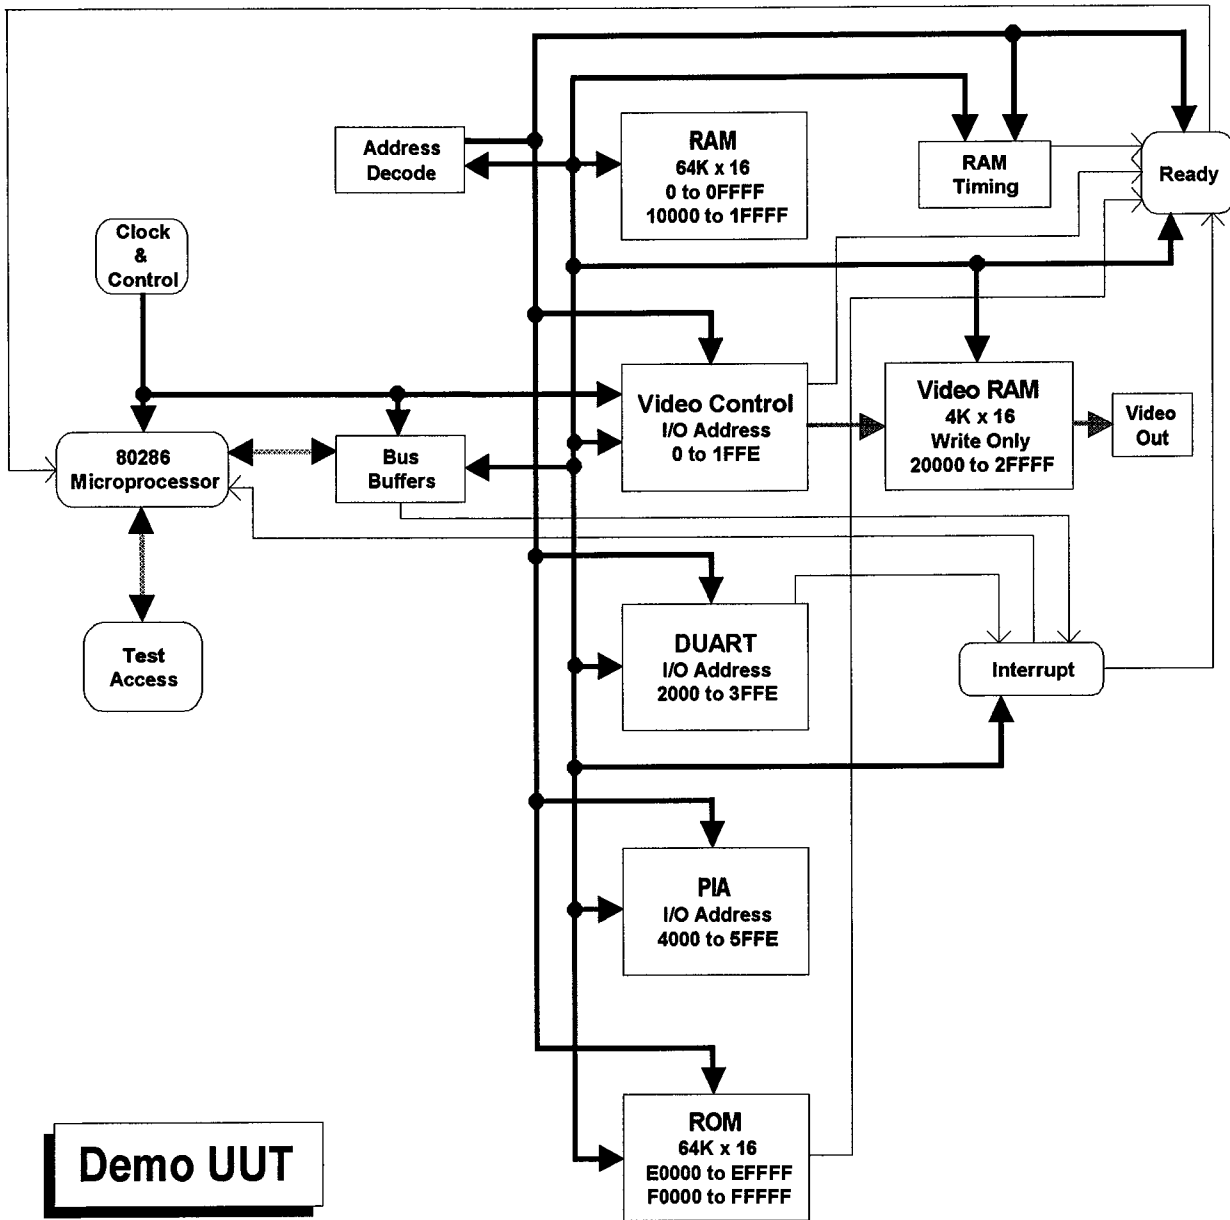 Address
Decode
RAM
64K x 16
0 to 0FFFF
10000 to 1FFFF
RAM
Timing
Ready
Clock
&
Control
80286
Microprocessor
Bus
Buffers
Video Control
I/O Address
0 to 1FFE
Video RAM
4K x 16
Write Only
20000 to 2FFFF
Video
Out
Test
Access
DUART
I/O Address
2000 to 3FFE
Interrupt
PIA
I/O Address
4000 to 5FFE
ROM
64K x 16
E0000 to EFFFF
F0000 to FFFFF
Demo UUT